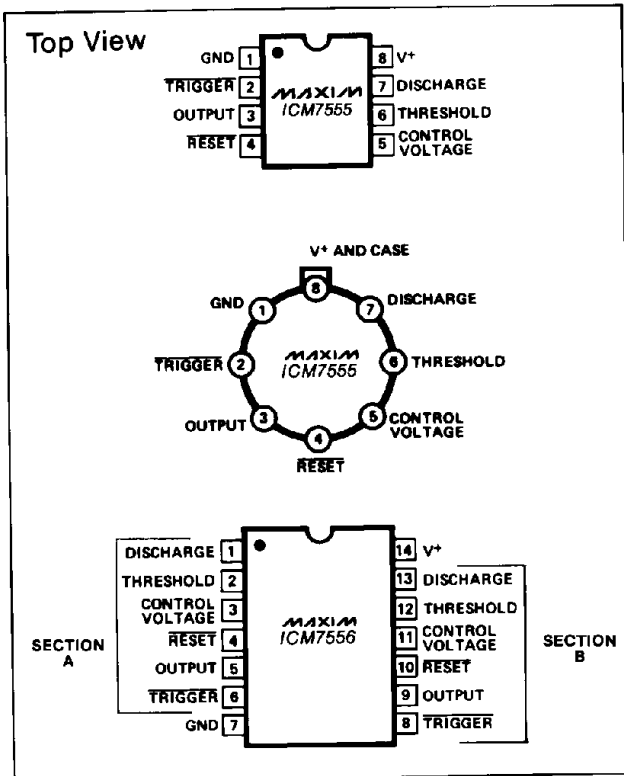 Top View
GND 1
TRIGGER 2
OUTPUT 3
RESET 4
MAXIM
ICM7555
8 V+
7 DISCHARGE
6 THRESHOLD
5 CONTROL
VOLTAGE
V+ AND CASE
8
GND 1
7 DISCHARGE
TRIGGER 2
MAXIM
ICM7555
6 THRESHOLD
OUTPUT 3
5 CONTROL
VOLTAGE
4
RESET
SECTION
A
DISCHARGE 1
THRESHOLD 2
CONTROL
VOLTAGE 3
RESET 4
OUTPUT 5
TRIGGER 6
GND 7
MAXIM
ICM7556
14 V+
13 DISCHARGE
12 THRESHOLD
11 CONTROL
VOLTAGE
10 RESET
9 OUTPUT
8 TRIGGER
SECTION
B